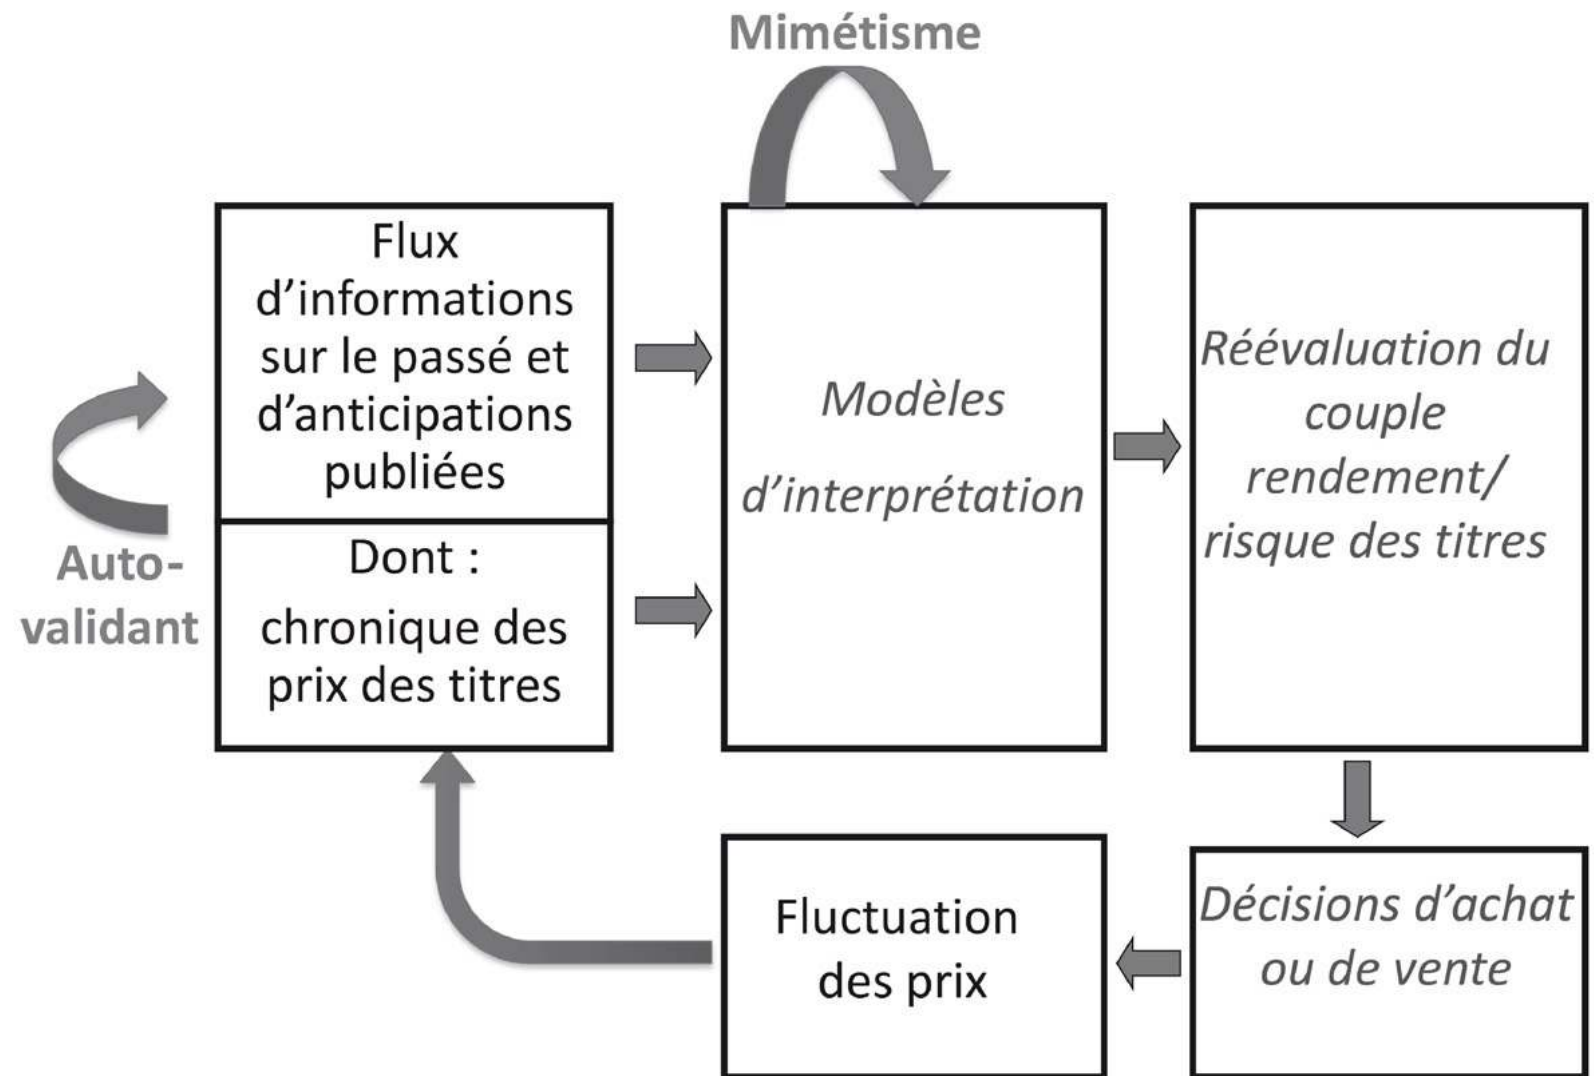 Mimétisme
Flux
d’informations
sur le passé et
d’anticipations
publiées
Auto-
validant
Dont :
chronique des
prix des titres
Modèles
d’interprétation
Réévaluation du
couple
rendement/
risque des titres
Décisions d’achat
ou de vente
Fluctuation
des prix